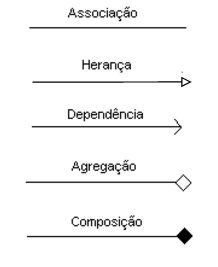 Associação
Herança
Dependência
Agregação
Composição